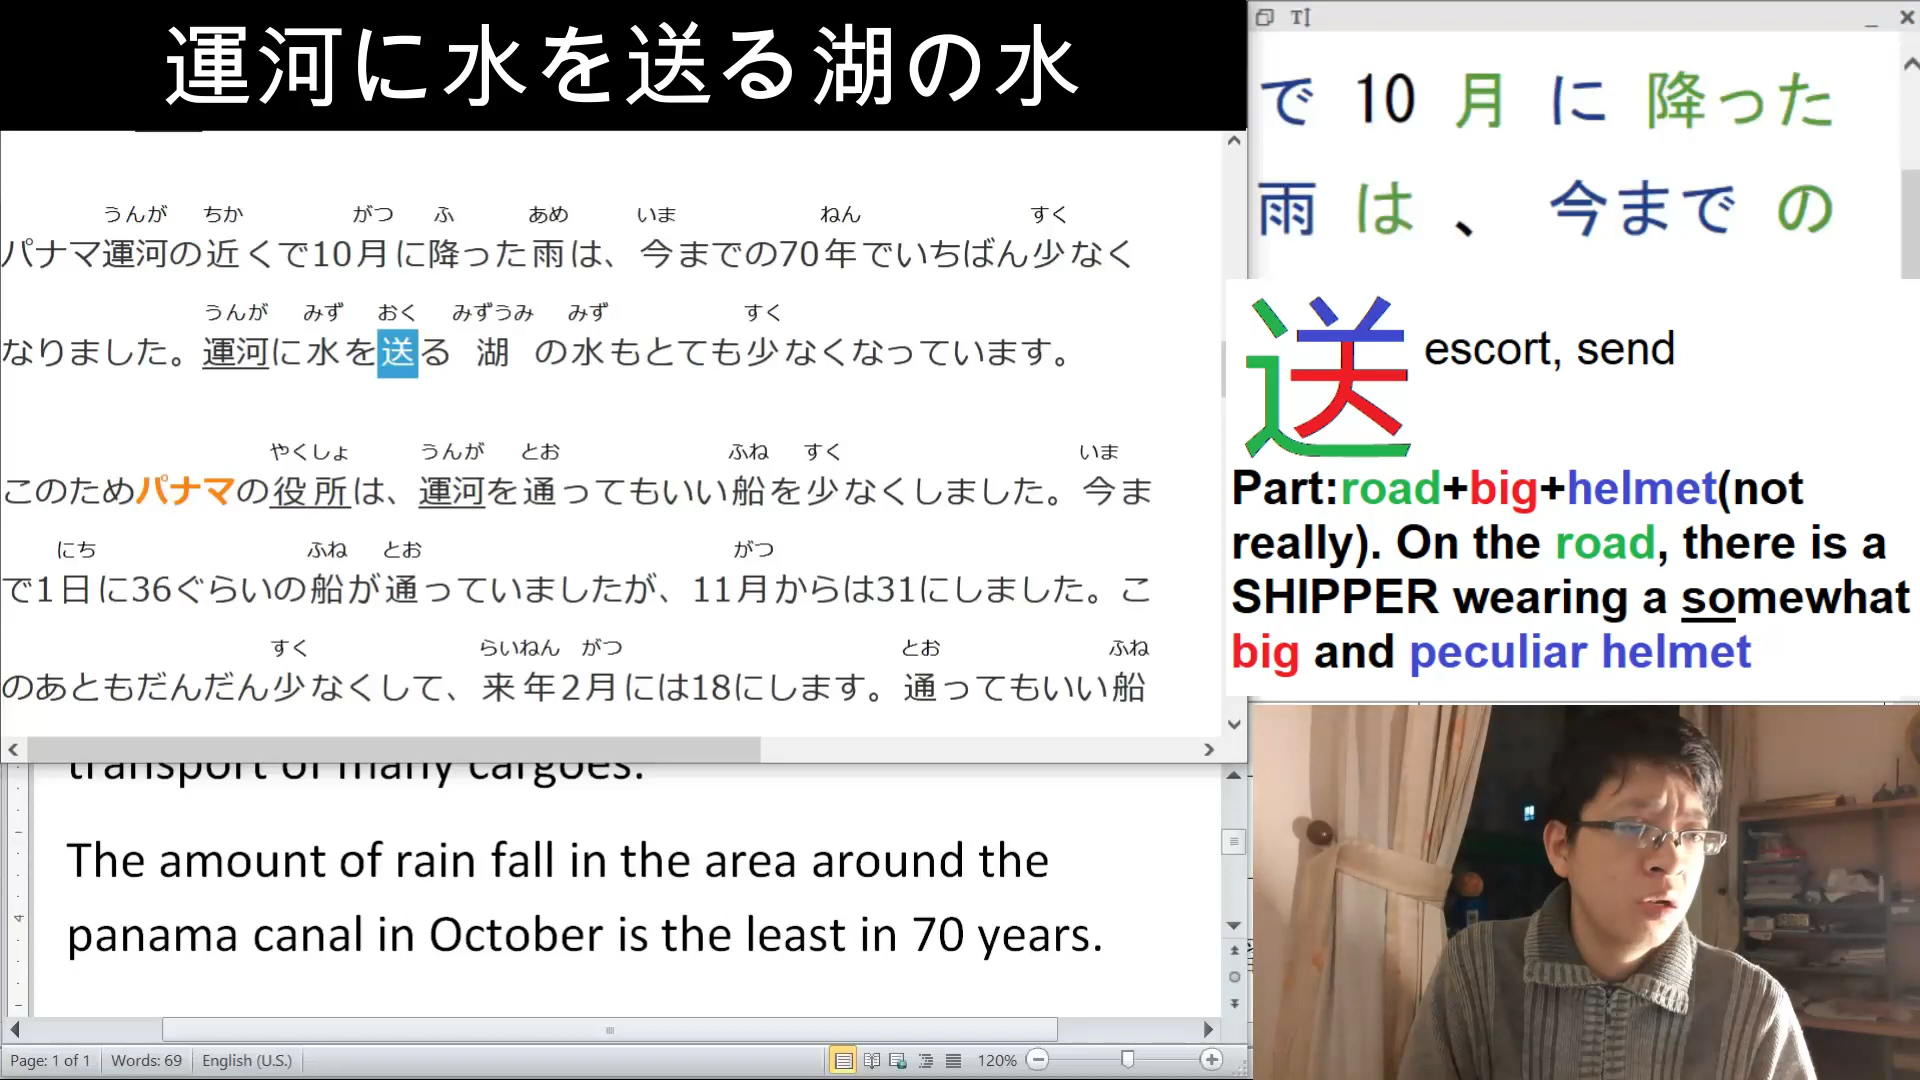 運河に水を送る湖の水
うんが ちか がつ ふ あめ いま ねん すく
パナマ運河の近くで10月に降った雨は、今までの70年でいちばん少なく
うんが みず おく みずうみ みず すく
なりました。運河に水を送る湖の水もとても少なくなっています。
やくしょ うんが とお ふね すく いま
このためパナマの役所は、運河を通ってもいい船を少なくしました。今ま
にち ふね とお がつ
で1日に36ぐらいの船が通っていましたが、11月からは31にしました。こ
すく らいねん がつ とお ふね
のあともだんだん少なくして、来年2月には18にします。通ってもいい船
transport of many cargoes.
The amount of rain fall in the area around the
panama canal in October is the least in 70 years.
Page: 1 of 1 Words: 69 English (U.S.) 120%
で 10 月 に 降った
雨 は 、 今まで の
送 escort, send
Part:road+big+helmet(not
really). On the road, there is a
SHIPPER wearing a somewhat
big and peculiar helmet